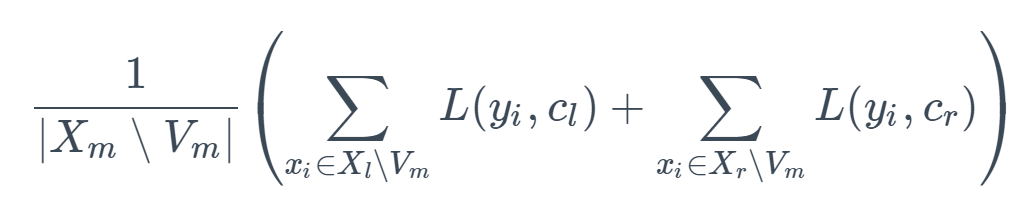 \frac{1}{|X_m \setminus V_m|} \left( \sum_{x_i \in X_l \setminus V_m} L(y_i, c_l) + \sum_{x_i \in X_r \setminus V_m} L(y_i, c_r) \right)